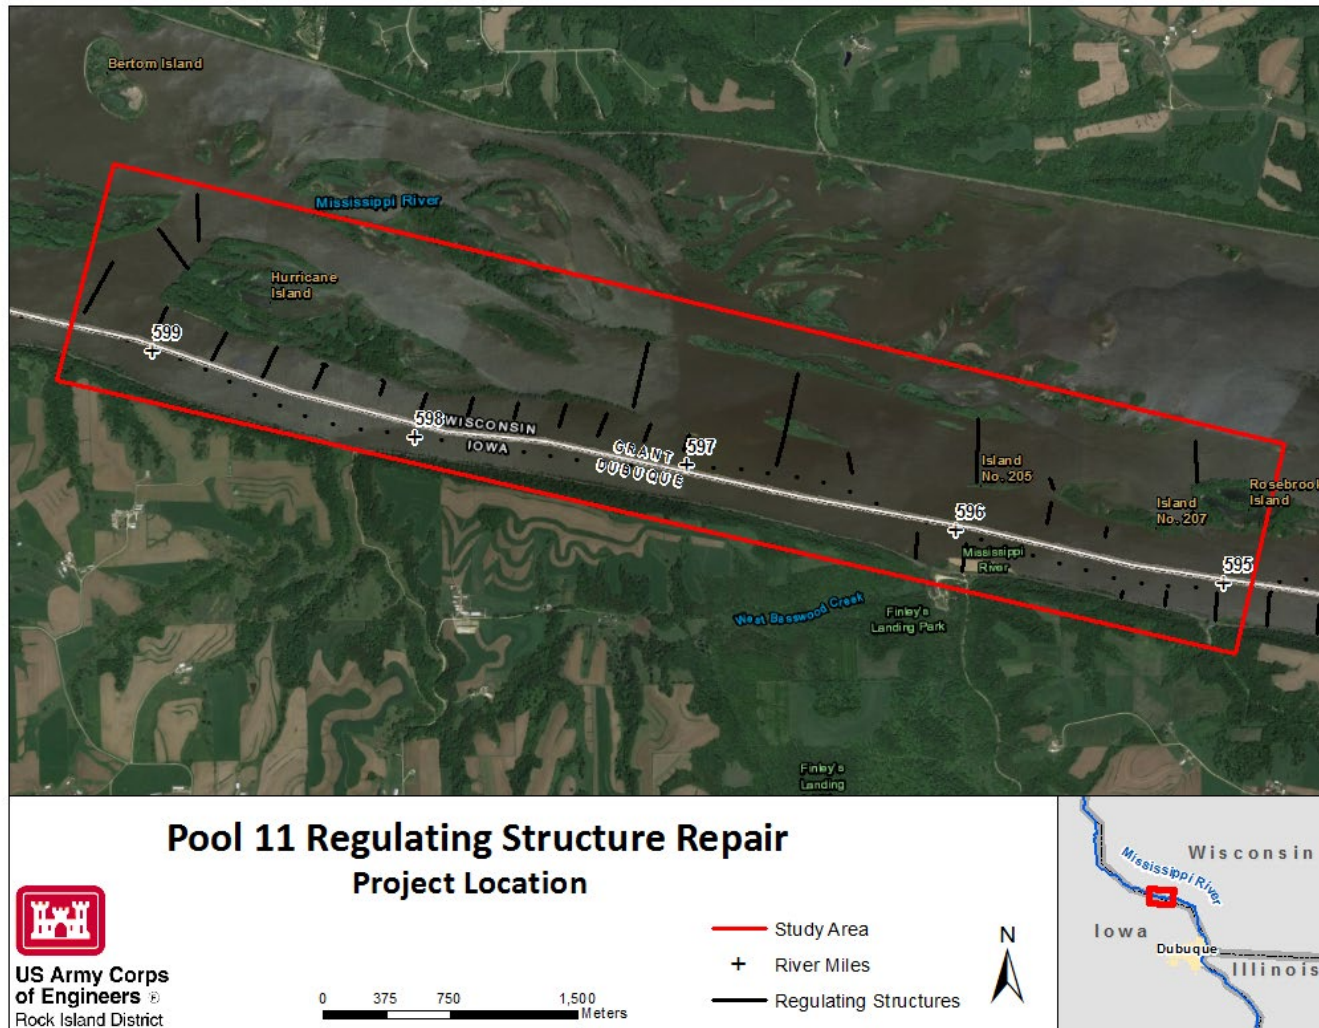 Bertom Island
Mississippi River
Hurricane
Island
599
598
WISCONSIN
IOWA
GRANT
DUBUQUE
597
Island
No. 205
596
Mississippi
River
Island
No. 207
Rosebrook
Island
595
West Basswood Creek
Finley's
Landing Park
Finley's
Landing
Pool 11 Regulating Structure Repair
Project Location
US Army Corps
of Engineers ®
Rock Island District
0 375 750 1,500
Meters
Study Area
River Miles
Regulating Structures
N
Wisconsin
Mississippi River
Iowa
Dubuque
Illinois